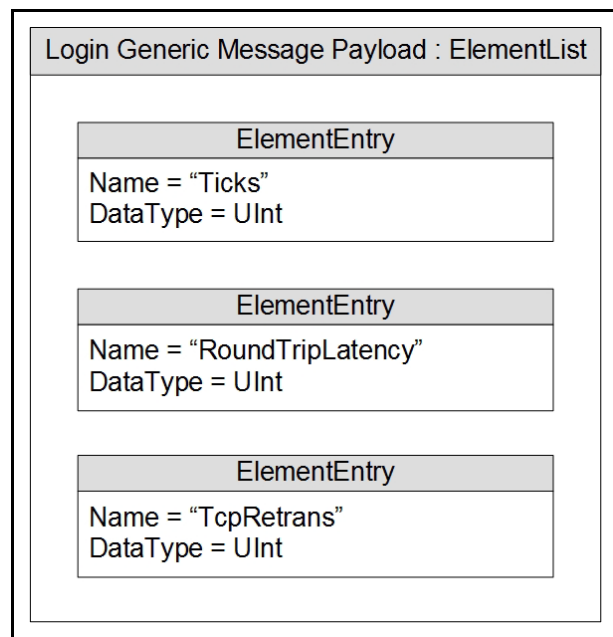 Login Generic Message Payload : ElementList
ElementEntry
Name = “Ticks”
DataType = UInt
ElementEntry
Name = “RoundTripLatency”
DataType = UInt
ElementEntry
Name = “TcpRetrans”
DataType = UInt